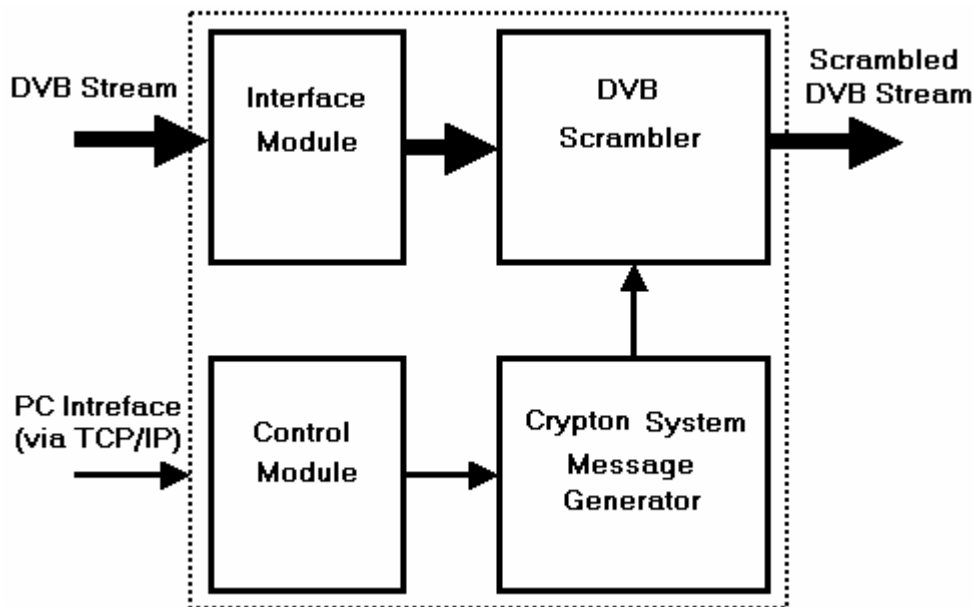 DVB Stream
Interface
Module
DVB
Scrambler
Scrambled
DVB Stream
PC Intreface
(via TCP/IP)
Control
Module
Crypton System
Message
Generator